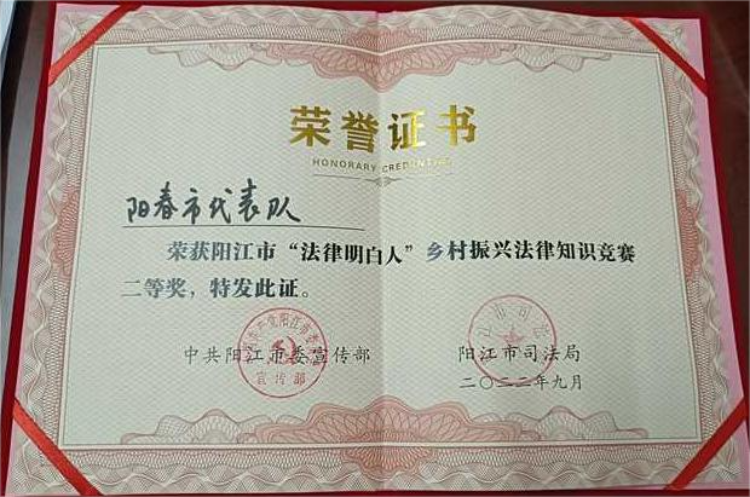 荣誉证书
HONORARY CREDENTIAL
阳春市代表队
荣获阳江市“法律明白人”乡村振兴法律知识竞赛
二等奖，特发此证。
中共阳江市委宣传部
阳江市司法局
二〇二二年九月